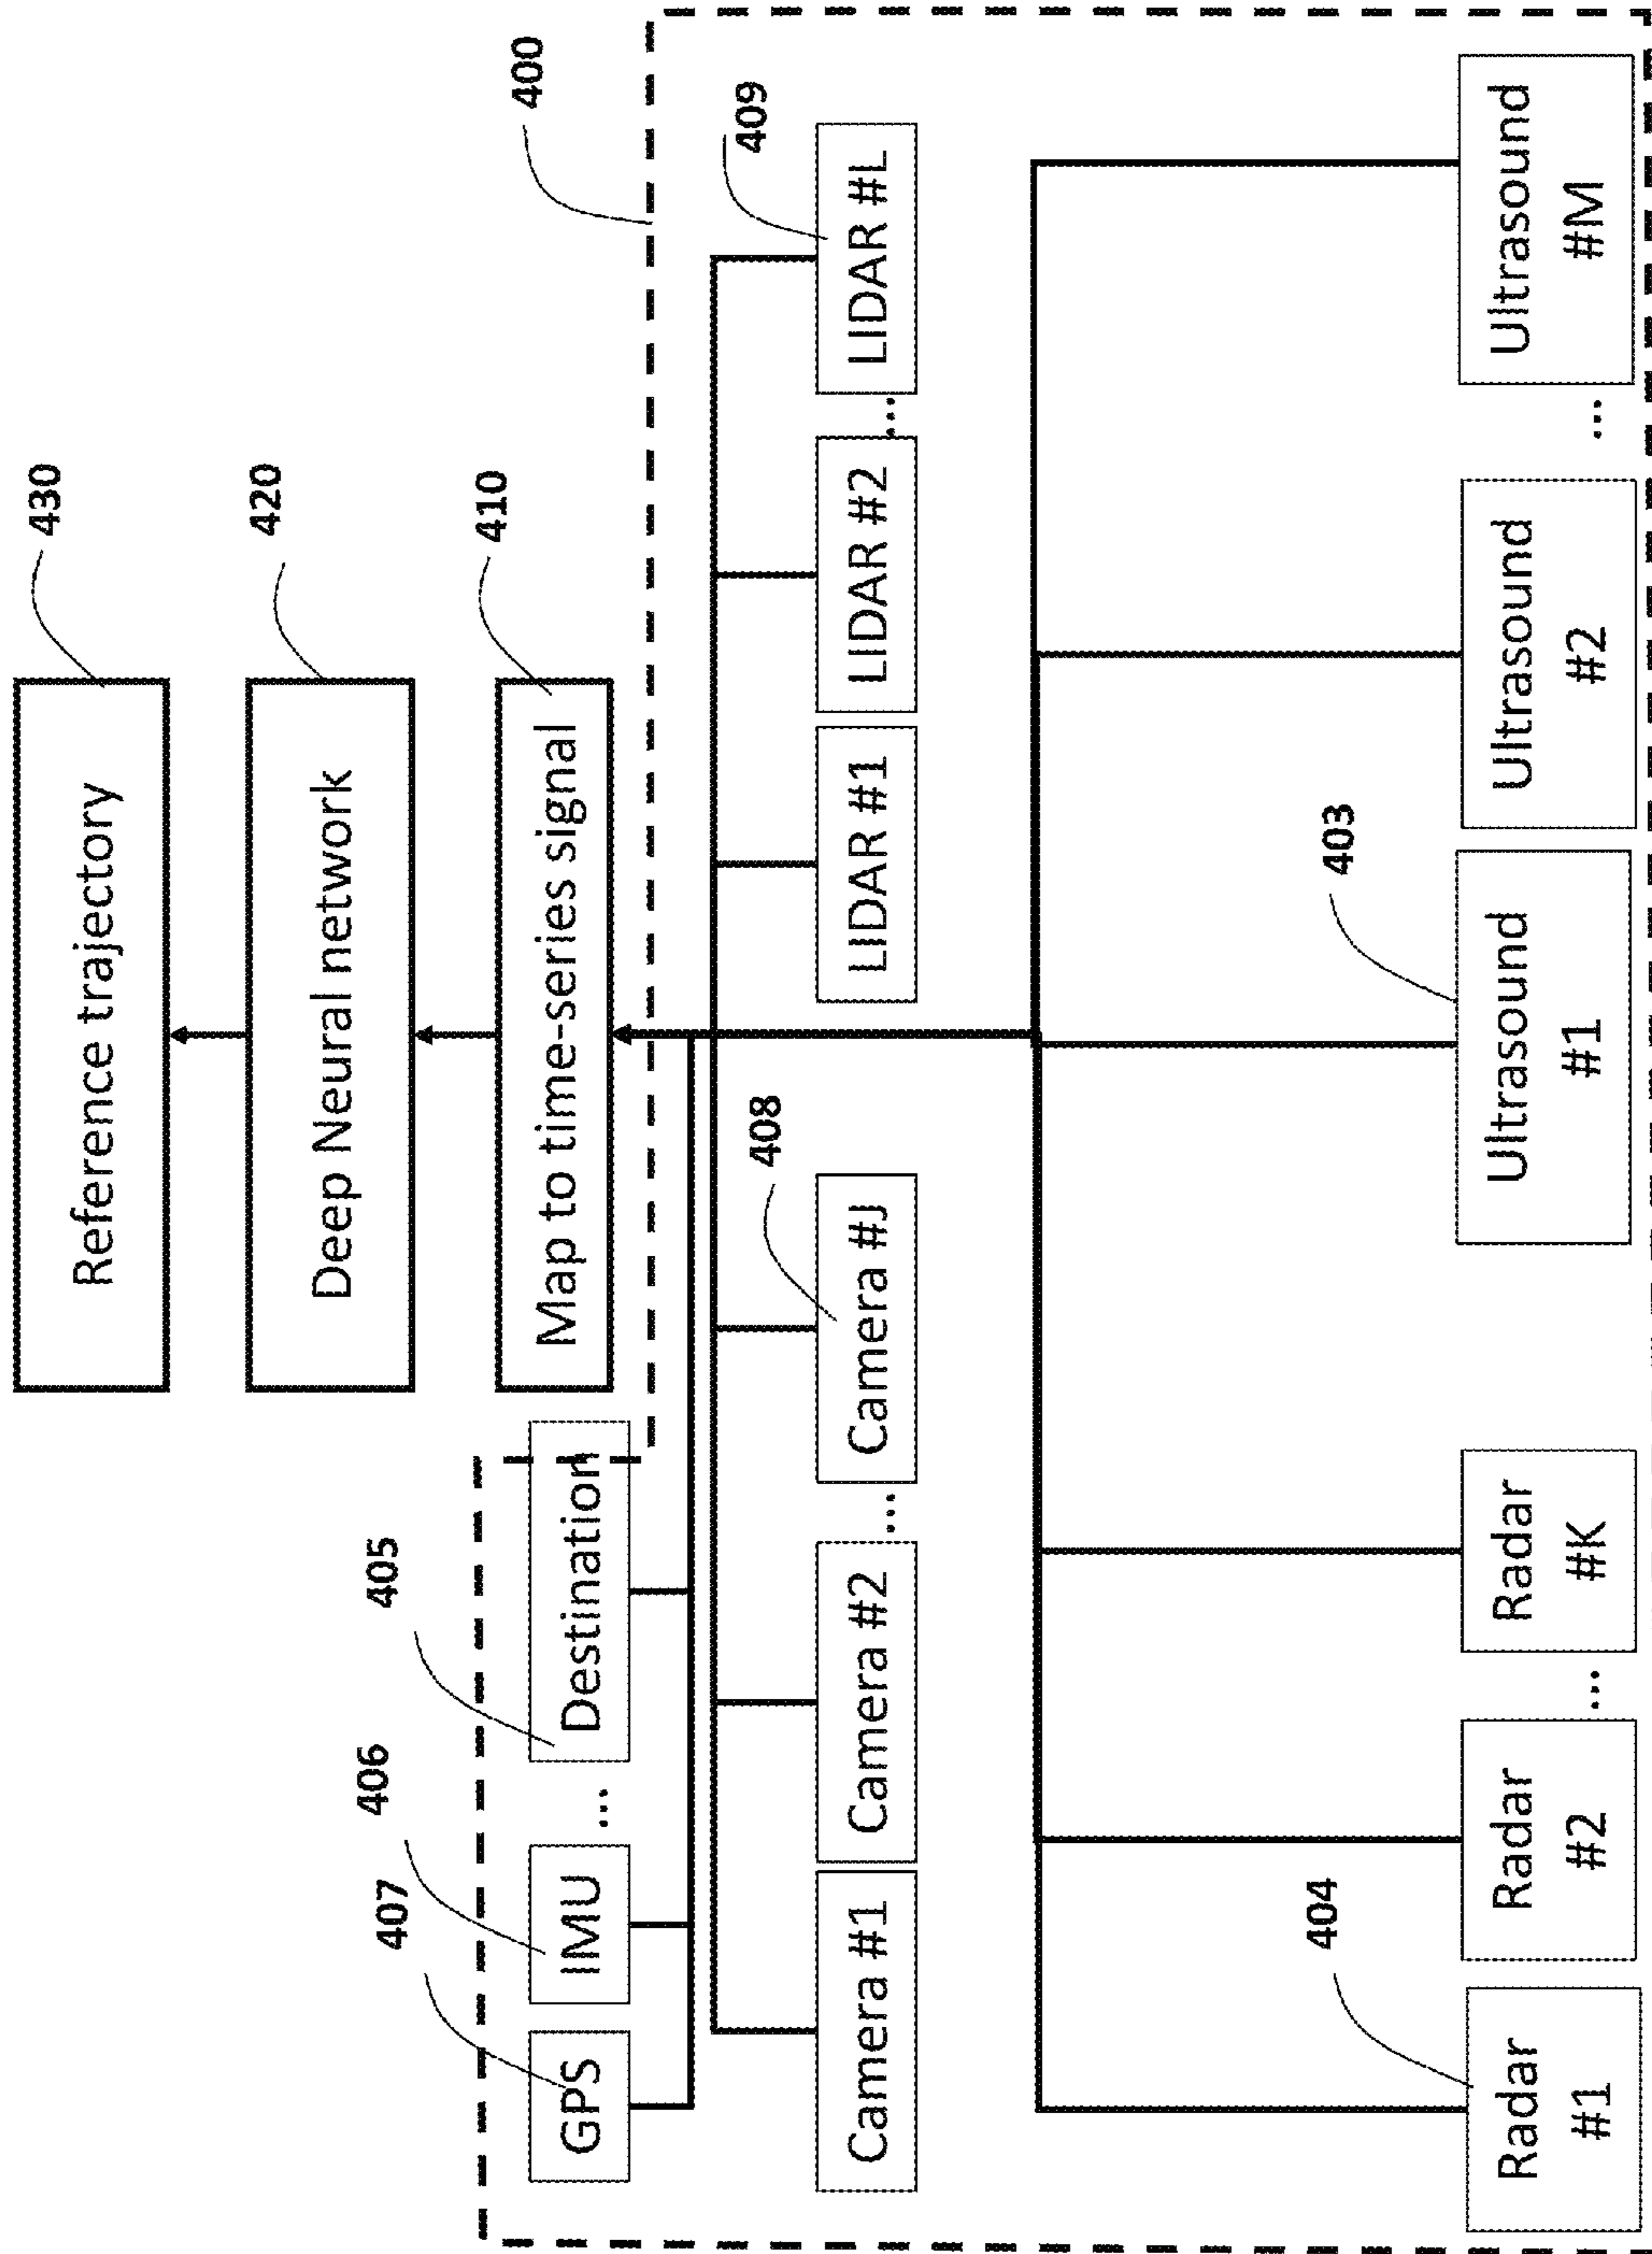 430
Reference trajectory
420
Deep Neural network
410
Map to time-series signal
400
407
406
405
GPS
IMU
...
Destination
408
409
Camera #1
Camera #2
...
Camera #J
LIDAR #1
LIDAR #2
...
LIDAR #L
404
403
Radar
#1
Radar
#2
...
Radar
#K
Ultrasound
#1
Ultrasound
#2
...
Ultrasound
#M